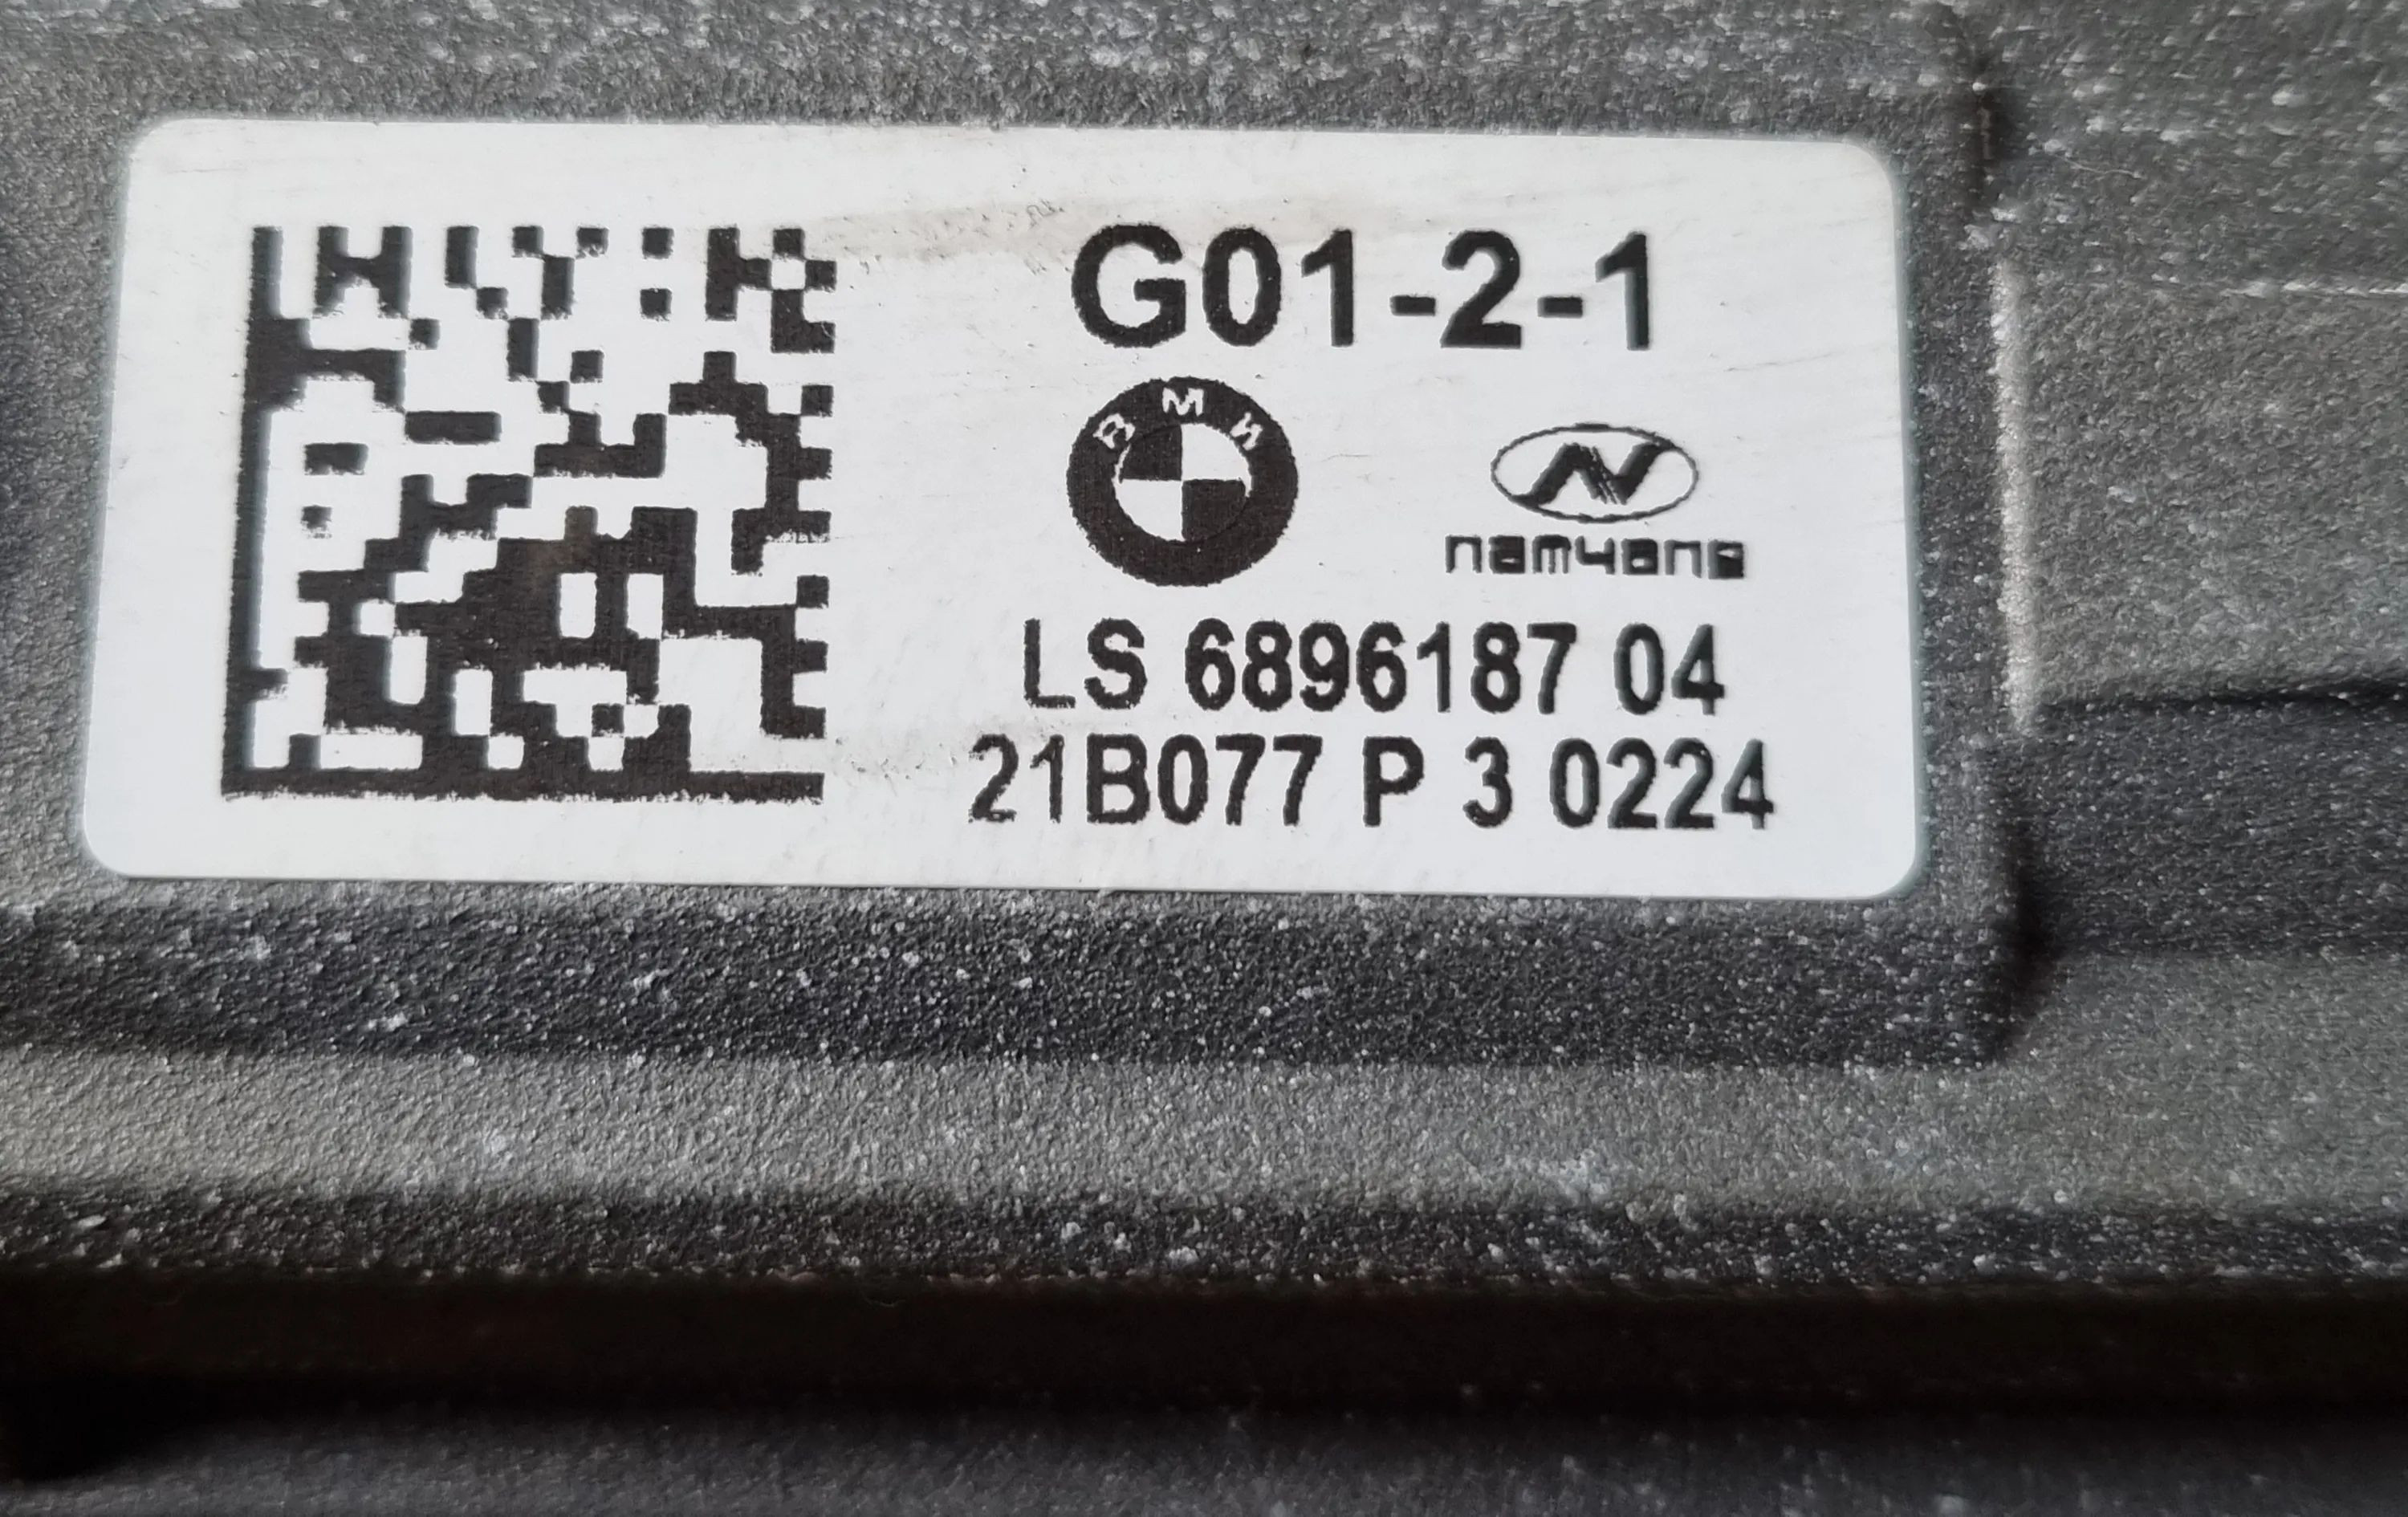 G01-2-1
BMW
namyang
LS 6896187 04
21B077 P 3 0224